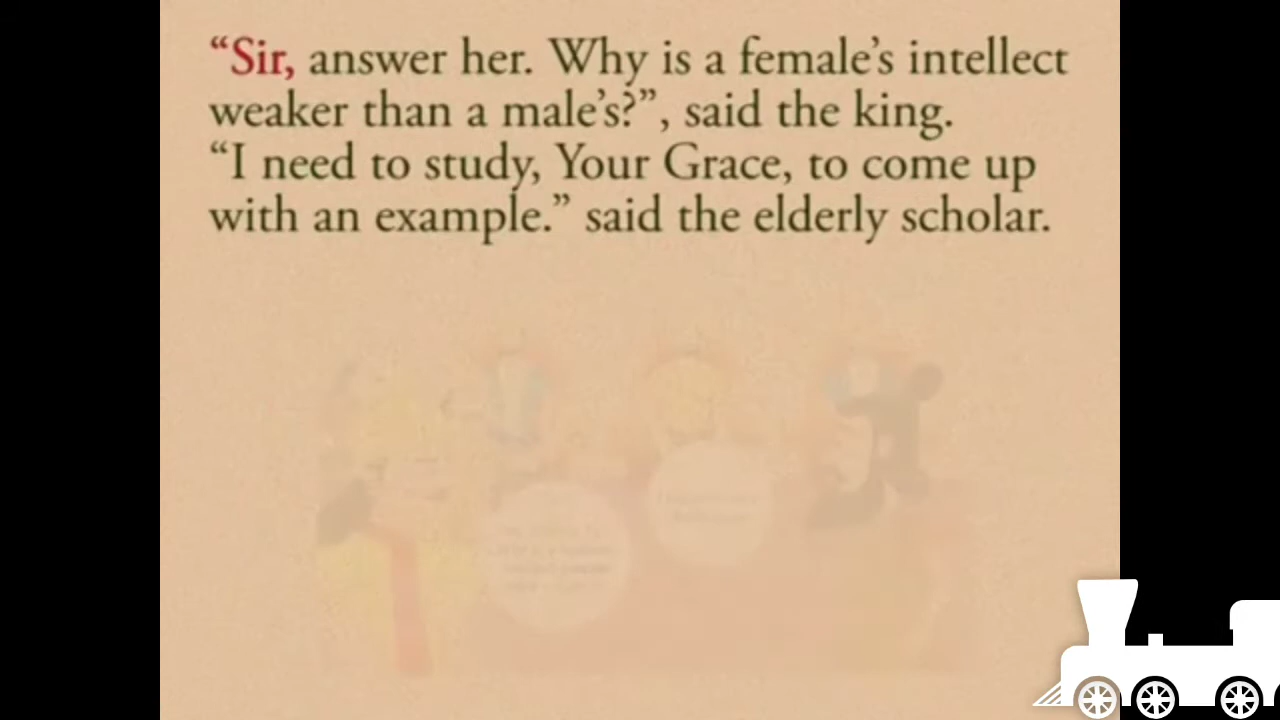 “Sir, answer her. Why is a female’s intellect
weaker than a male’s?”, said the king.
“I need to study, Your Grace, to come up
with an example.” said the elderly scholar.